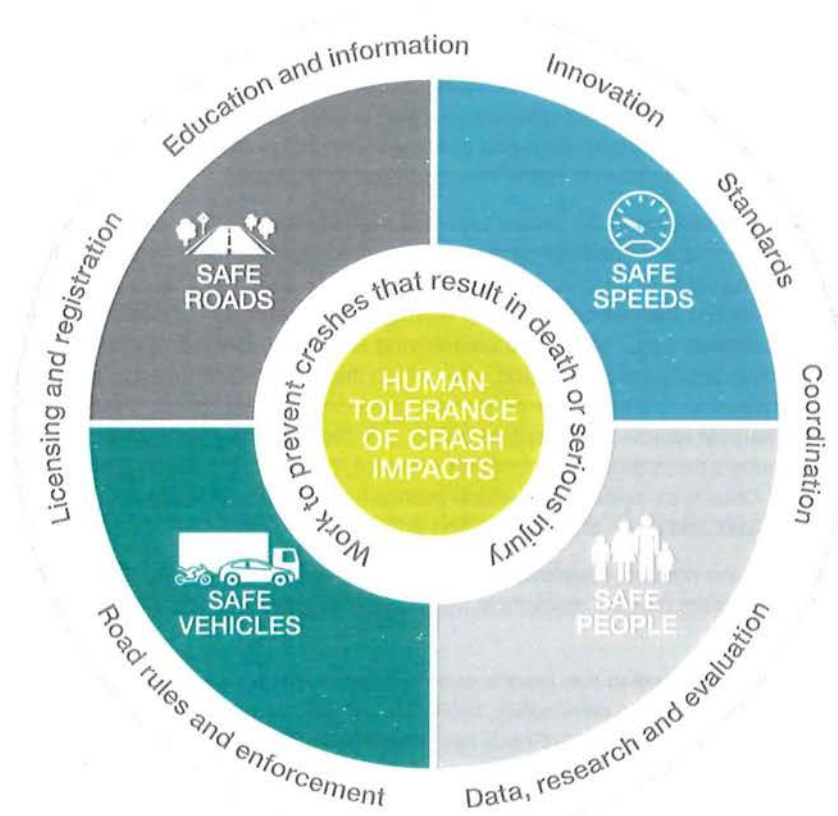 Education and information
Innovation
Standards
Coordination
Data, research and evaluation
Road rules and enforcement
Licensing and registration
SAFE
ROADS
SAFE
SPEEDS
SAFE
VEHICLES
SAFE
PEOPLE
Work to prevent crashes that result in death or serious injury
HUMAN
TOLERANCE
OF CRASH
IMPACTS